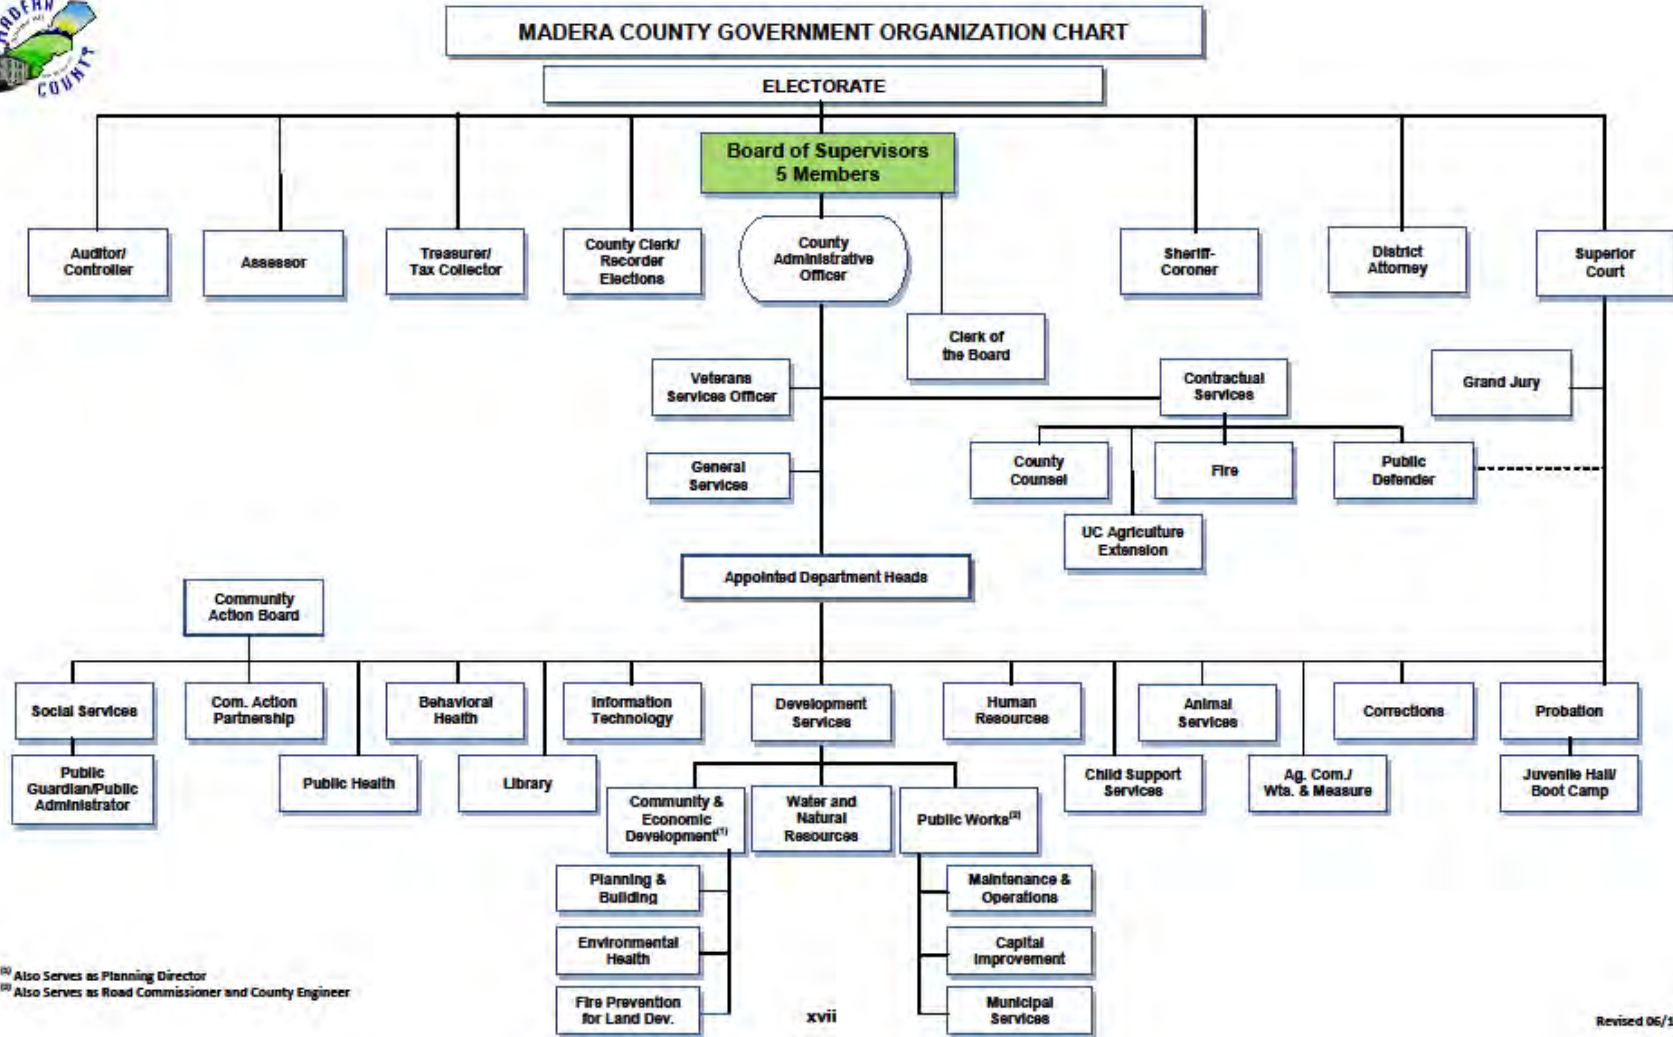 MADERA
COUNTY
MADERA COUNTY GOVERNMENT ORGANIZATION CHART
ELECTORATE
Board of Supervisors
5 Members
Auditor/
Controller
Assessor
Treasurer/
Tax Collector
County Clerk/
Recorder
Elections
County
Administrative
Officer
Sheriff-
Coroner
District
Attorney
Superior
Court
Clerk of
the Board
Veterans
Services Officer
Contractual
Services
Grand Jury
General
Services
County
Counsel
Fire
Public
Defender
UC Agriculture
Extension
Appointed Department Heads
Community
Action Board
Social Services
Com. Action
Partnership
Behavioral
Health
Information
Technology
Development
Services
Human
Resources
Animal
Services
Corrections
Probation
Public
Guardian/Public
Administrator
Public Health
Library
Community &
Economic
Development(1)
Water and
Natural
Resources
Public Works(2)
Child Support
Services
Ag. Com./
Wts. & Measure
Juvenile Hall/
Boot Camp
Planning &
Building
Environmental
Health
Fire Prevention
for Land Dev.
Maintenance &
Operations
Capital
Improvement
Municipal
Services
(1) Also Serves as Planning Director
(2) Also Serves as Road Commissioner and County Engineer
xvii
Revised 06/1